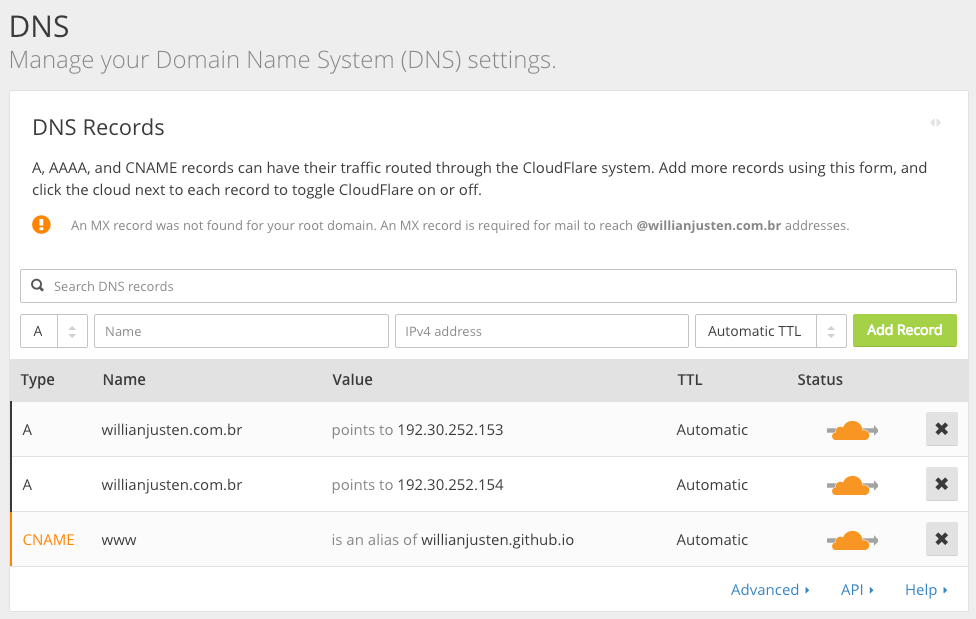 DNS
Manage your Domain Name System (DNS) settings.
DNS Records
A, AAAA, and CNAME records can have their traffic routed through the CloudFlare system. Add more records using this form, and
click the cloud next to each record to toggle CloudFlare on or off.
An MX record was not found for your root domain. An MX record is required for mail to reach @willianjusten.com.br addresses.
Search DNS records
A Name IPv4 address Automatic TTL Add Record
Type Name Value TTL Status
A willianjusten.com.br points to 192.30.252.153 Automatic
A willianjusten.com.br points to 192.30.252.154 Automatic
CNAME www is an alias of willianjusten.github.io Automatic
Advanced API Help